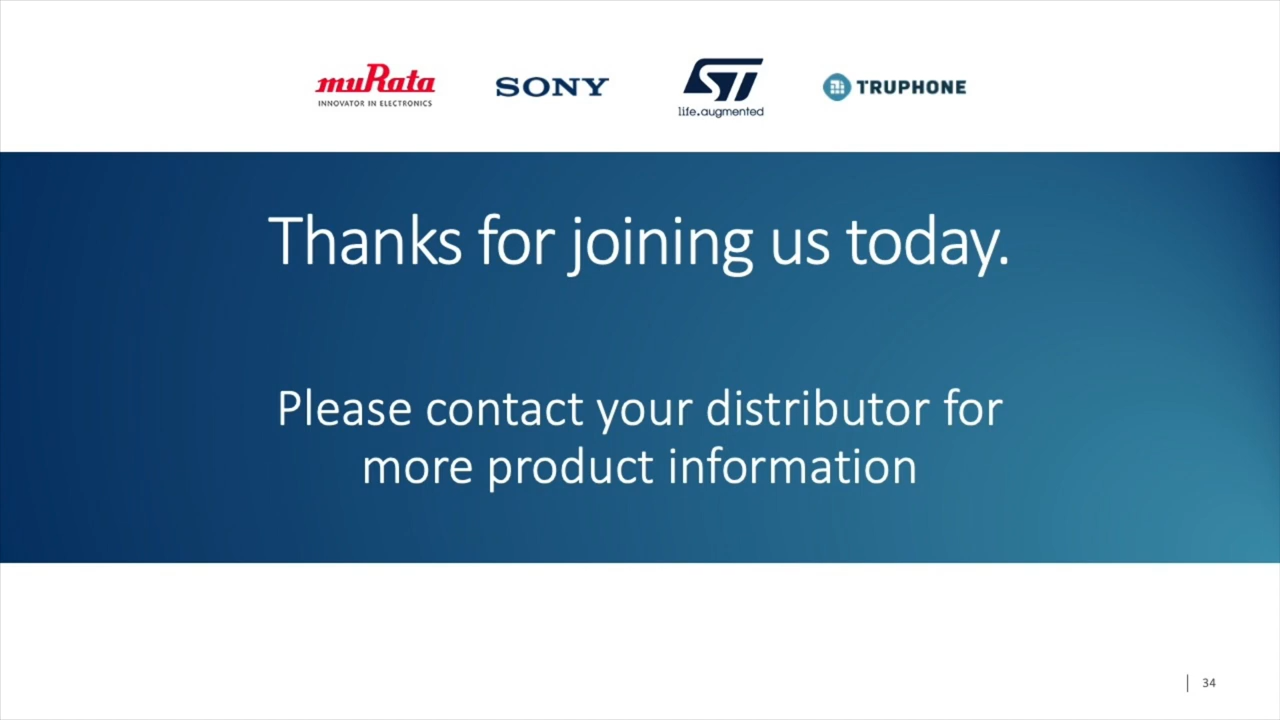 muRata
INNOVATOR IN ELECTRONICS
SONY
ST
life.augmented
TRUPHONE
Thanks for joining us today.
Please contact your distributor for
more product information
34